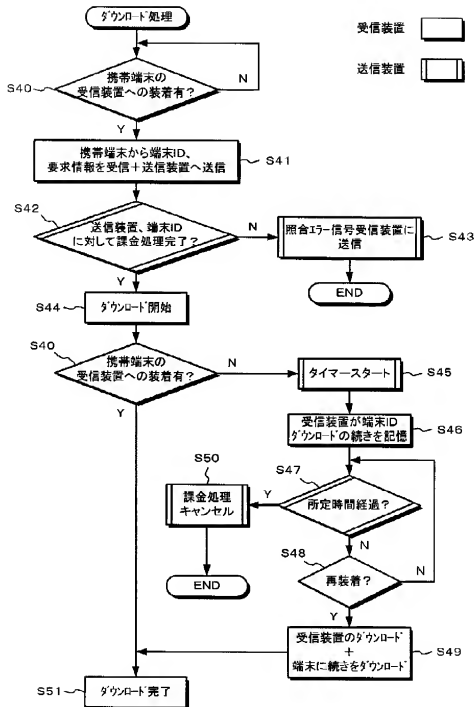 ダウンロード処理
受信装置
送信装置
S40
携帯端末の
受信装置への装着有?
N
Y
携帯端末から端末ID、
要求情報を受信+送信装置へ送信
S41
S42
送信装置、端末ID
に対して課金処理完了?
N
Y
照合エラー信号受信装置に
送信
S43
END
S44
ダウンロード開始
S40
携帯端末の
受信装置への装着有?
N
Y
タイマースタート
S45
受信装置が端末ID
ダウンロードの続きを記憶
S46
S47
所定時間経過?
Y
N
S50
課金処理
キャンセル
END
S48
再装着?
N
Y
受信装置のダウンロード
+
端末に続きをダウンロード
S49
S51
ダウンロード完了